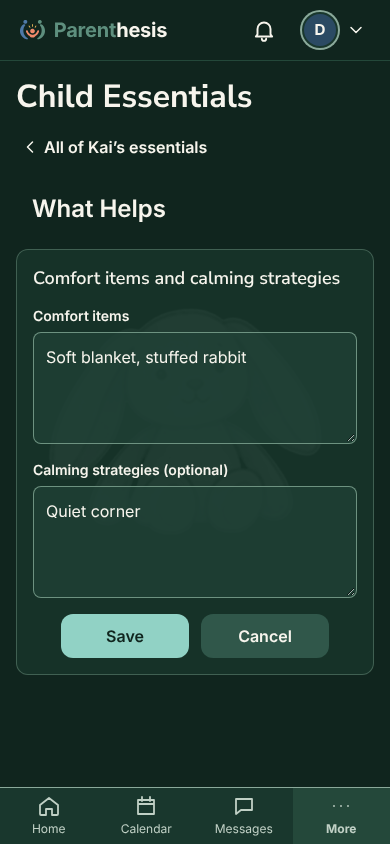 Parenthesis
D
Child Essentials
All of Kai’s essentials
What Helps
Comfort items and calming strategies
Comfort items
Soft blanket, stuffed rabbit
Calming strategies (optional)
Quiet corner
Save
Cancel
Home
Calendar
Messages
More